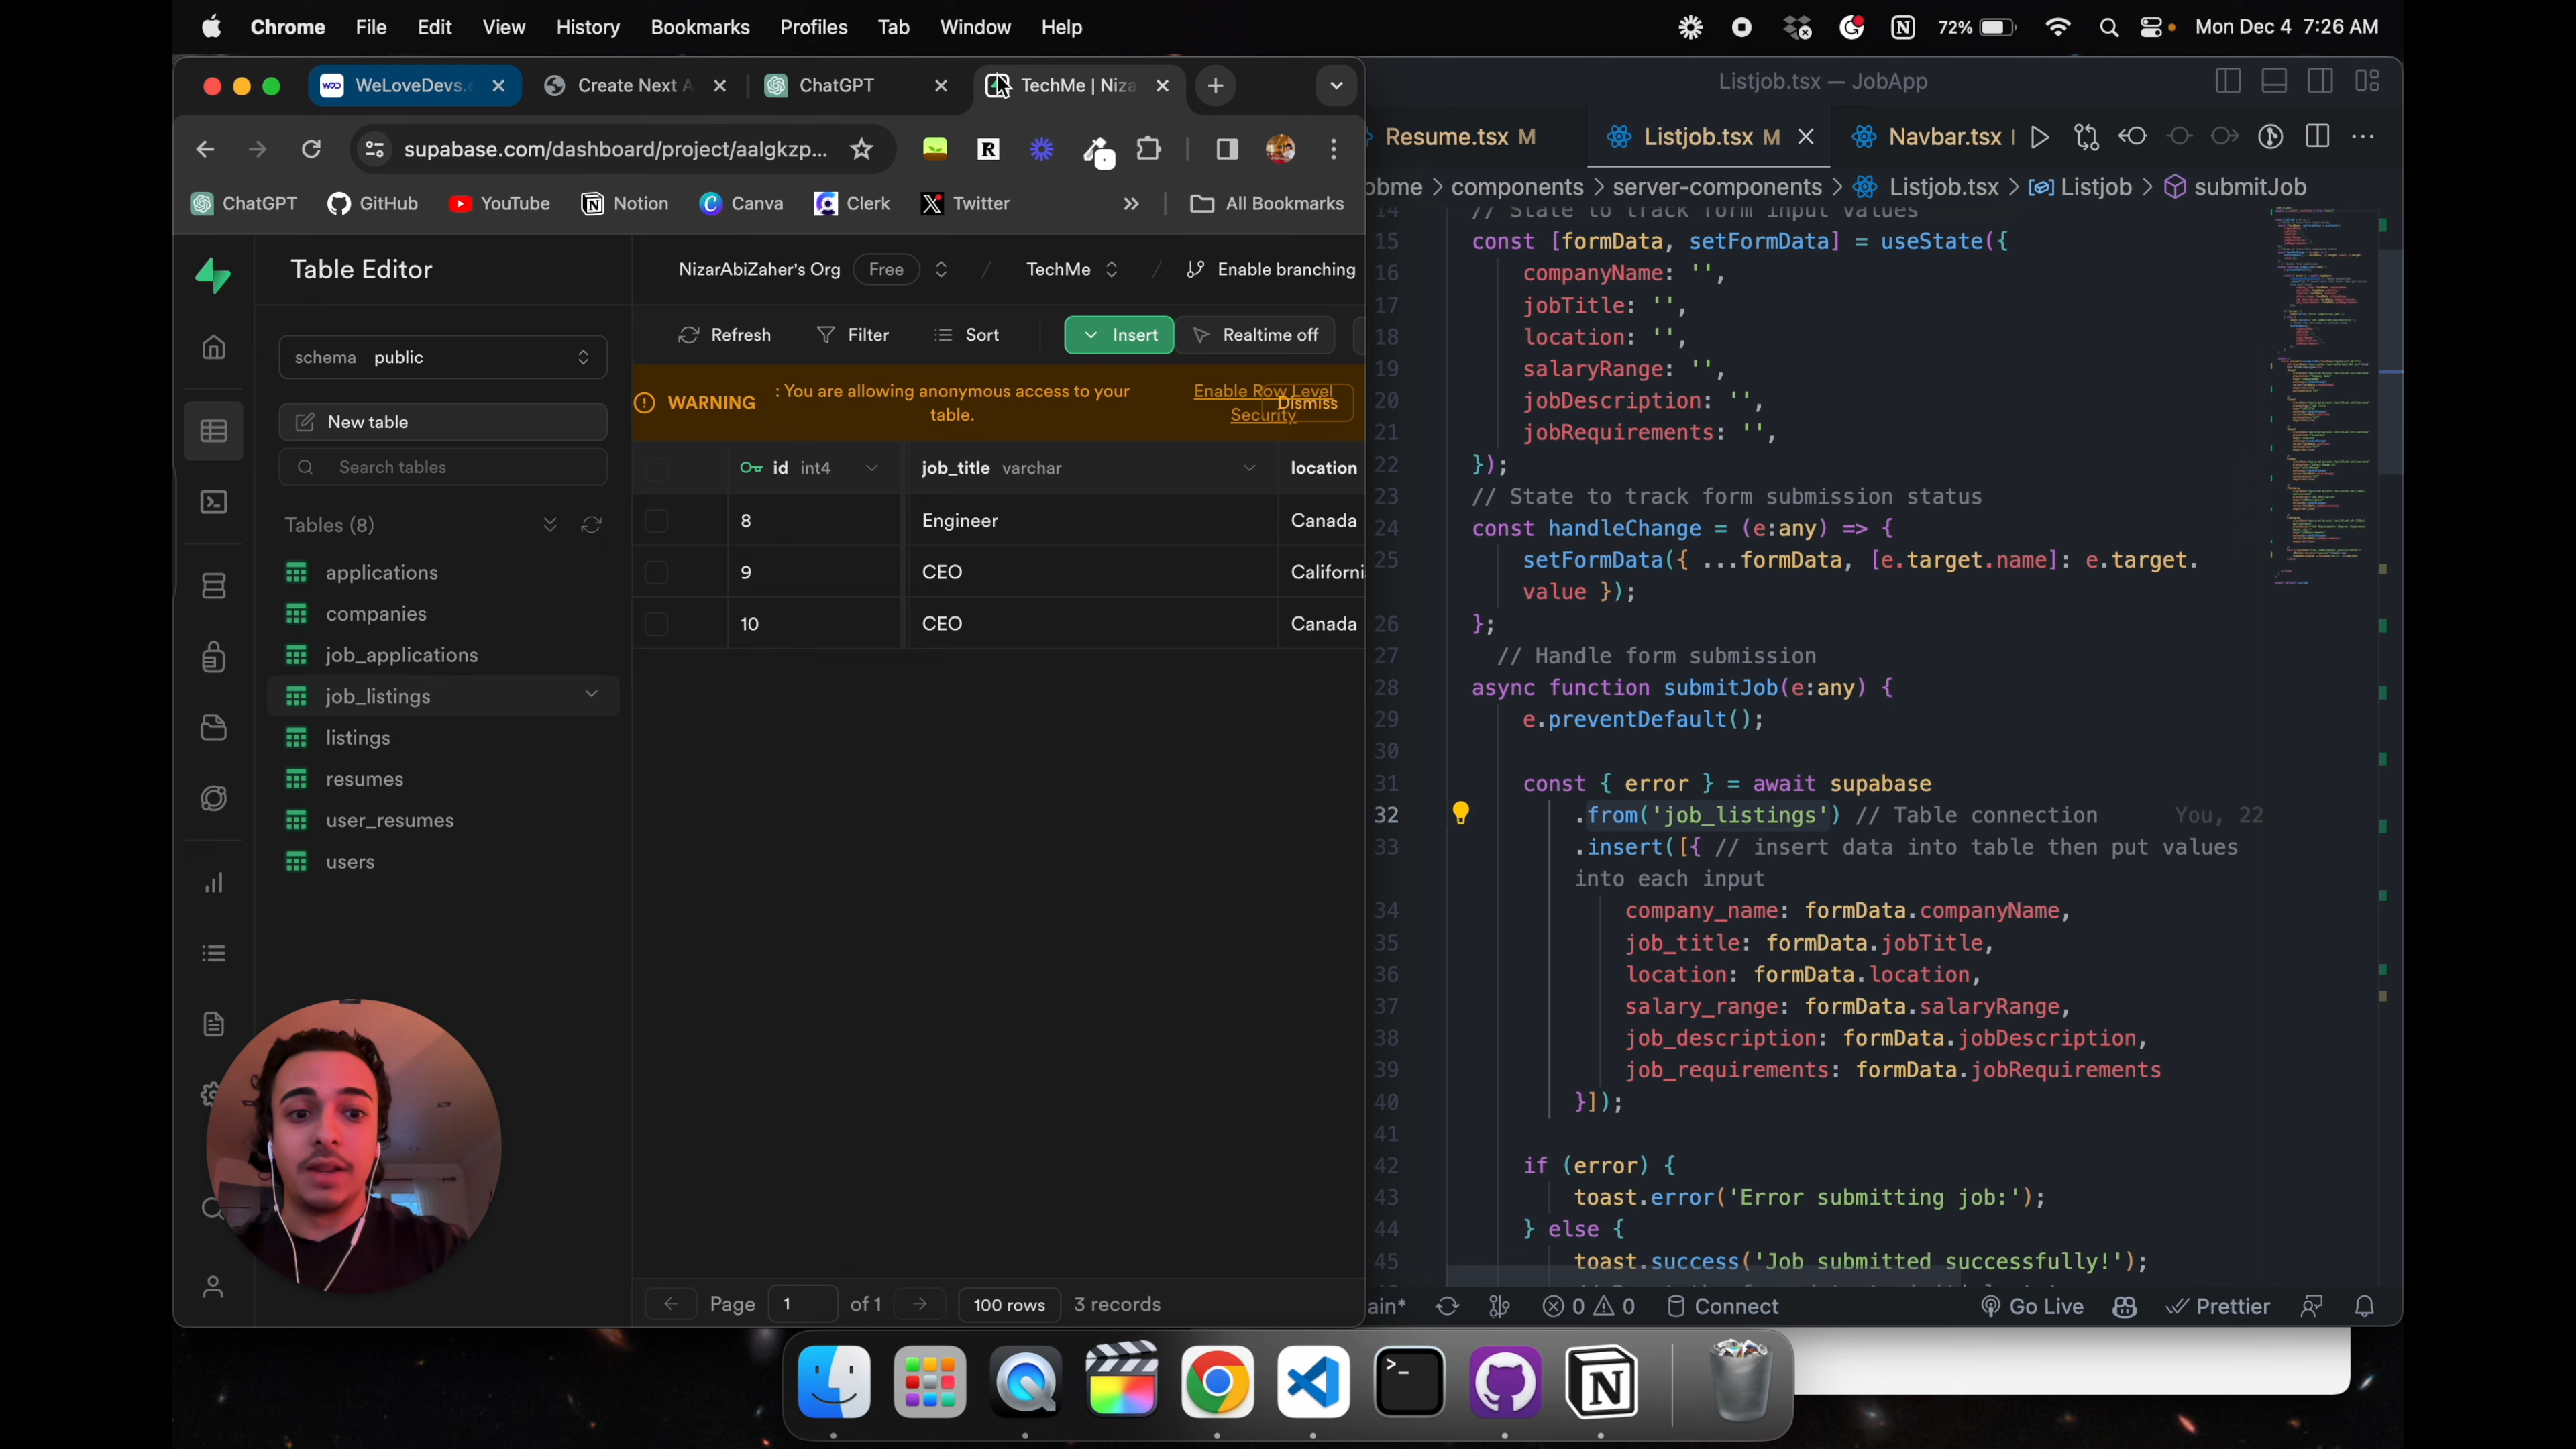 Chrome File Edit View History Bookmarks Profiles Tab Window Help
72% Mon Dec 4 7:26 AM
WeLoveDevs.c
Create Next A
ChatGPT
TechMe | Niza
supabase.com/dashboard/project/aalgkzp...
ChatGPT GitHub YouTube Notion Canva Clerk Twitter » All Bookmarks
Table Editor
NizarAbiZaher's Org Free / TechMe / Enable branching
schema public
New table
Search tables
Tables (8)
applications
companies
job_applications
job_listings
listings
resumes
user_resumes
users
Refresh Filter Sort Insert Realtime off
WARNING : You are allowing anonymous access to your
table.
Enable Row Level
Security
Dismiss
id int4 job_title varchar location
8 Engineer Canada
9 CEO Californi
10 CEO Canada
Page 1 of 1 100 rows 3 records
Listjob.tsx — JobApp
Resume.tsx M Listjob.tsx M Navbar.tsx
obme > components > server-components > Listjob.tsx > Listjob > submitJob
14 // State to track form input values
15 const [formData, setFormData] = useState({
16 companyName: '',
17 jobTitle: '',
18 location: '',
19 salaryRange: '',
20 jobDescription: '',
21 jobRequirements: '',
22 });
23 // State to track form submission status
24 const handleChange = (e:any) => {
25 setFormData({ ...formData, [e.target.name]: e.target.
value });
26 };
27 // Handle form submission
28 async function submitJob(e:any) {
29 e.preventDefault();
30
31 const { error } = await supabase
32 .from('job_listings') // Table connection You, 22
33 .insert([{ // insert data into table then put values
into each input
34 company_name: formData.companyName,
35 job_title: formData.jobTitle,
36 location: formData.location,
37 salary_range: formData.salaryRange,
38 job_description: formData.jobDescription,
39 job_requirements: formData.jobRequirements
40 }]);
41
42 if (error) {
43 toast.error('Error submitting job:');
44 } else {
45 toast.success('Job submitted successfully!');
ain* 0 0 Connect Go Live Prettier